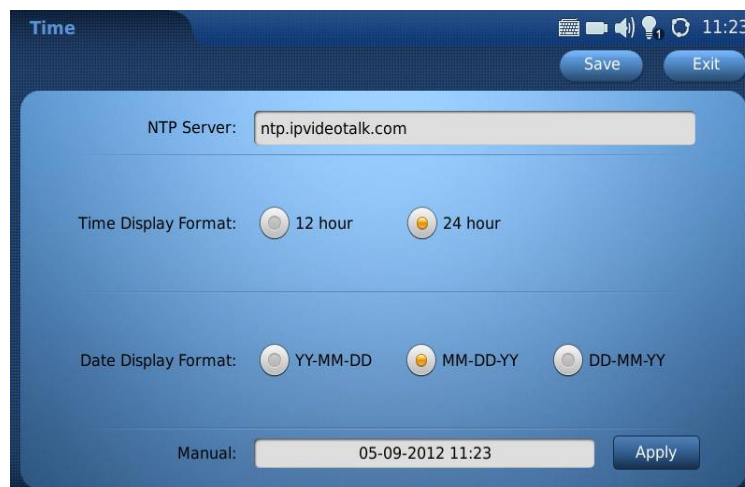 Time
1 11:23
Save Exit
NTP Server: ntp.ipvideotalk.com
Time Display Format: 12 hour 24 hour
Date Display Format: YY-MM-DD MM-DD-YY DD-MM-YY
Manual: 05-09-2012 11:23 Apply